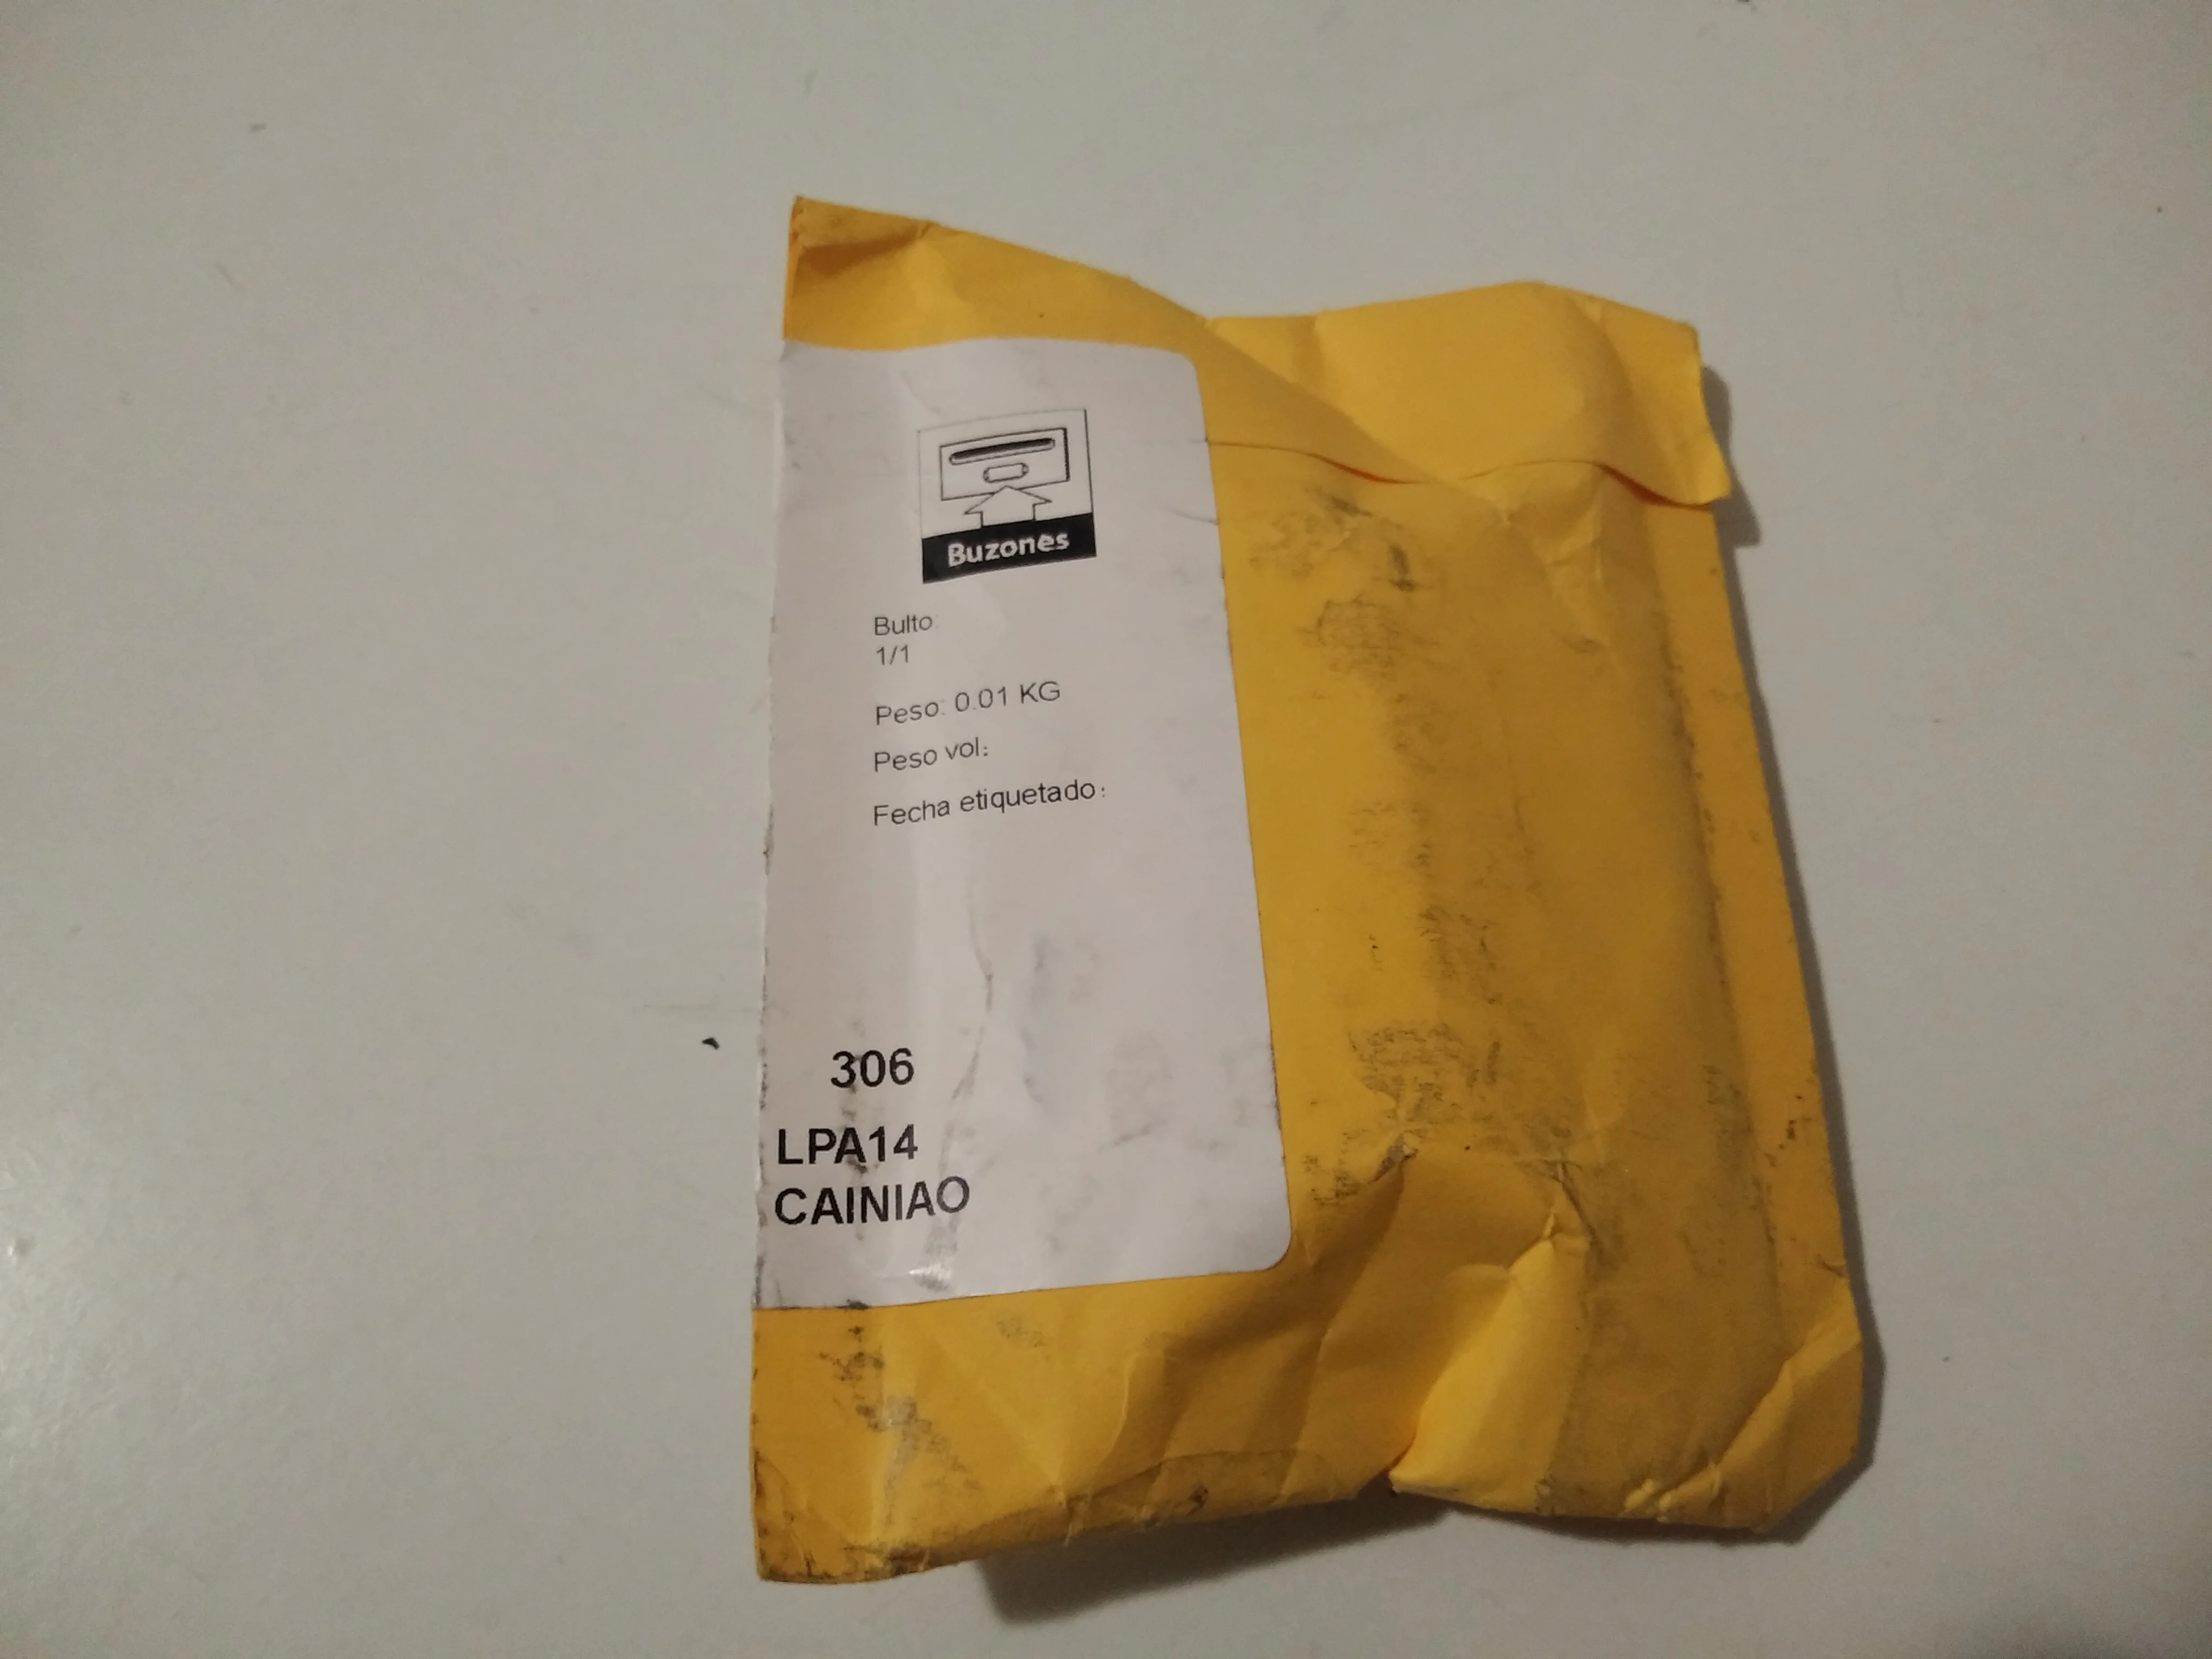 Buzones
Bulto
1/1
Peso: 0.01 KG
Peso vol:
Fecha etiquetado:
306
LPA14
CAINIAO